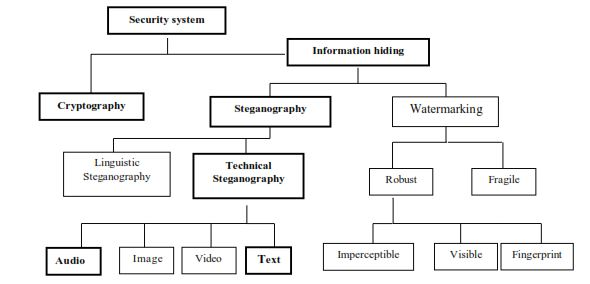 Security system
Information hiding
Cryptography
Steganography
Watermarking
Linguistic
Steganography
Technical
Steganography
Robust
Fragile
Audio
Image
Video
Text
Imperceptible
Visible
Fingerprint